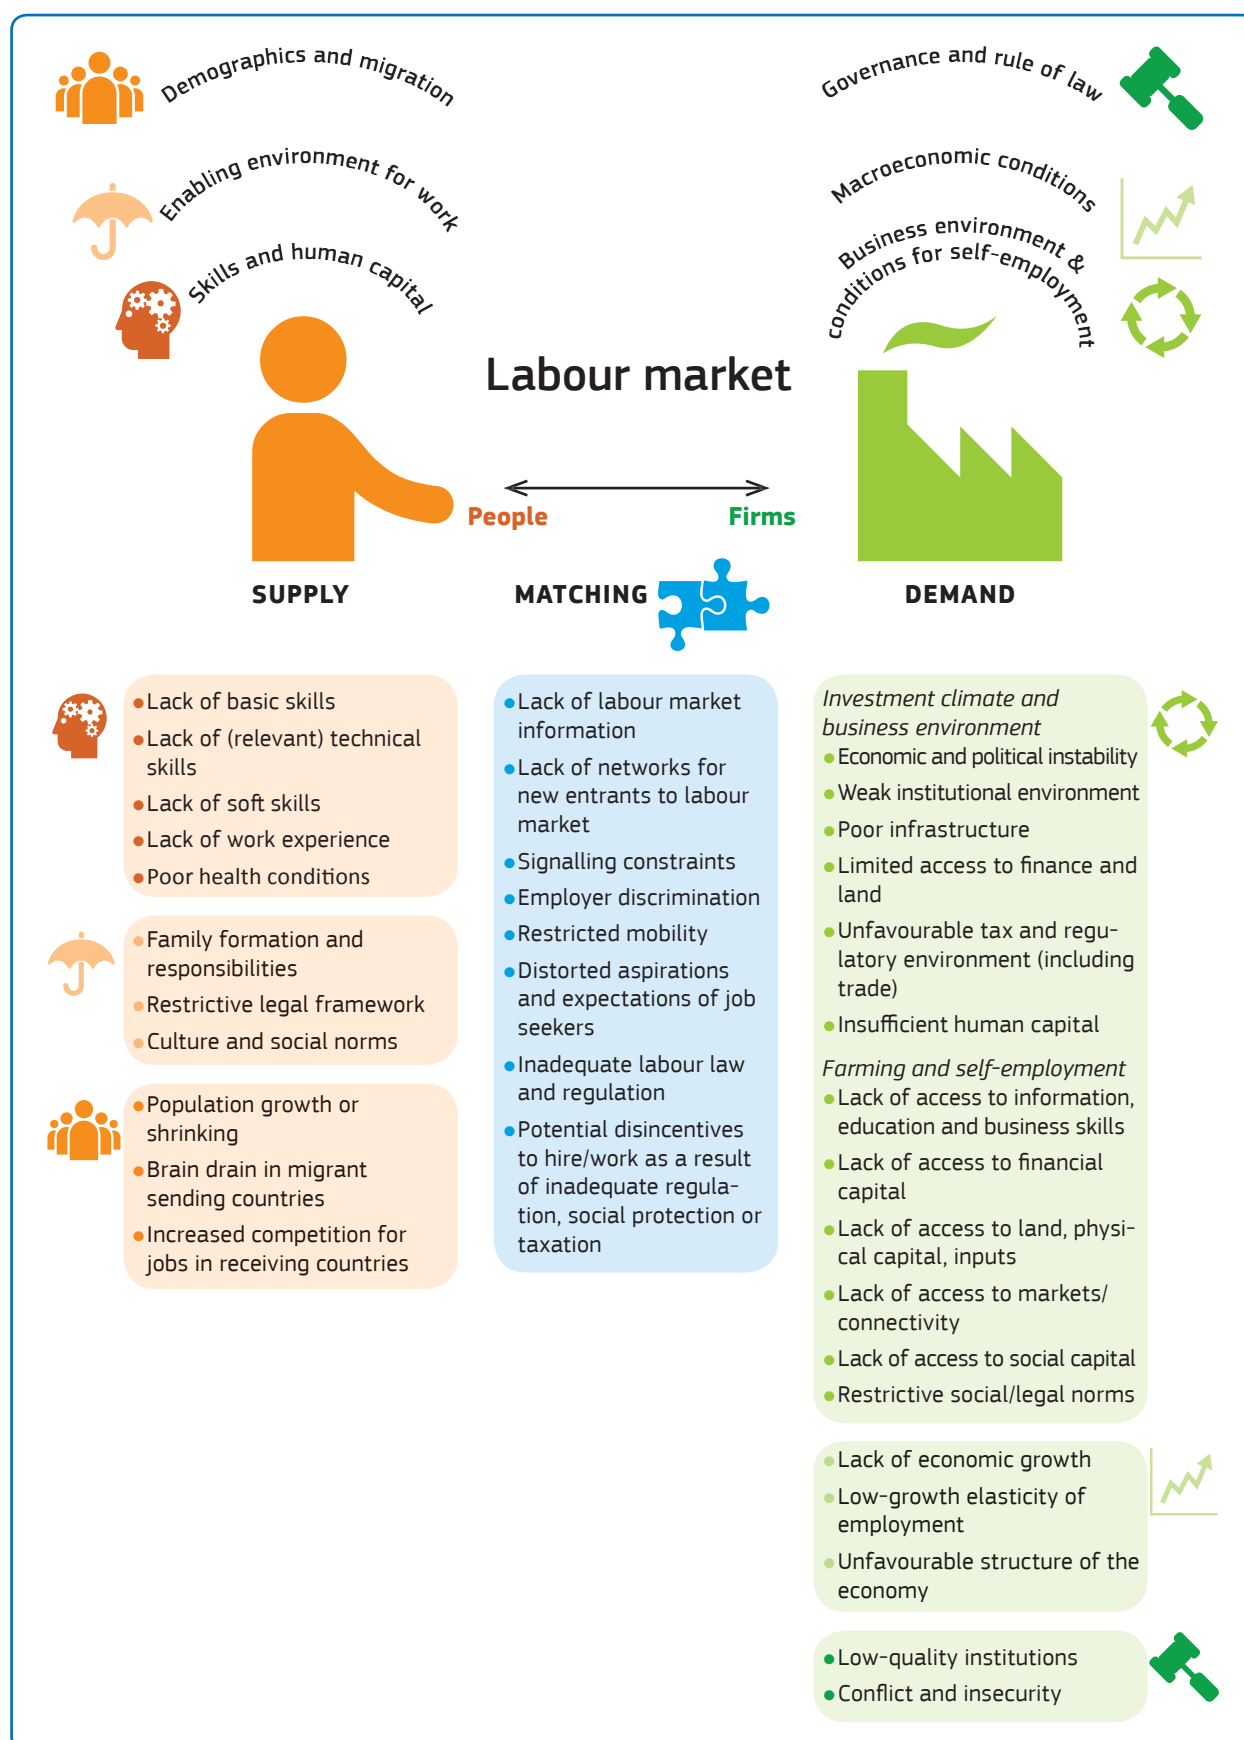 Demographics and migration
Enabling environment for work
Skills and human capital
Governance and rule of law
Macroeconomic conditions
Business environment &
conditions for self-employment
Labour market
People
Firms
SUPPLY
MATCHING
DEMAND
Lack of basic skills
Lack of (relevant) technical
skills
Lack of soft skills
Lack of work experience
Poor health conditions
Family formation and
responsibilities
Restrictive legal framework
Culture and social norms
Population growth or
shrinking
Brain drain in migrant
sending countries
Increased competition for
jobs in receiving countries
Lack of labour market
information
Lack of networks for
new entrants to labour
market
Signalling constraints
Employer discrimination
Restricted mobility
Distorted aspirations
and expectations of job
seekers
Inadequate labour law
and regulation
Potential disincentives
to hire/work as a result
of inadequate regula-
tion, social protection or
taxation
Investment climate and
business environment
Economic and political instability
Weak institutional environment
Poor infrastructure
Limited access to finance and
land
Unfavourable tax and regu-
latory environment (including
trade)
Insufficient human capital
Farming and self-employment
Lack of access to information,
education and business skills
Lack of access to financial
capital
Lack of access to land, physi-
cal capital, inputs
Lack of access to markets/
connectivity
Lack of access to social capital
Restrictive social/legal norms
Lack of economic growth
Low-growth elasticity of
employment
Unfavourable structure of the
economy
Low-quality institutions
Conflict and insecurity